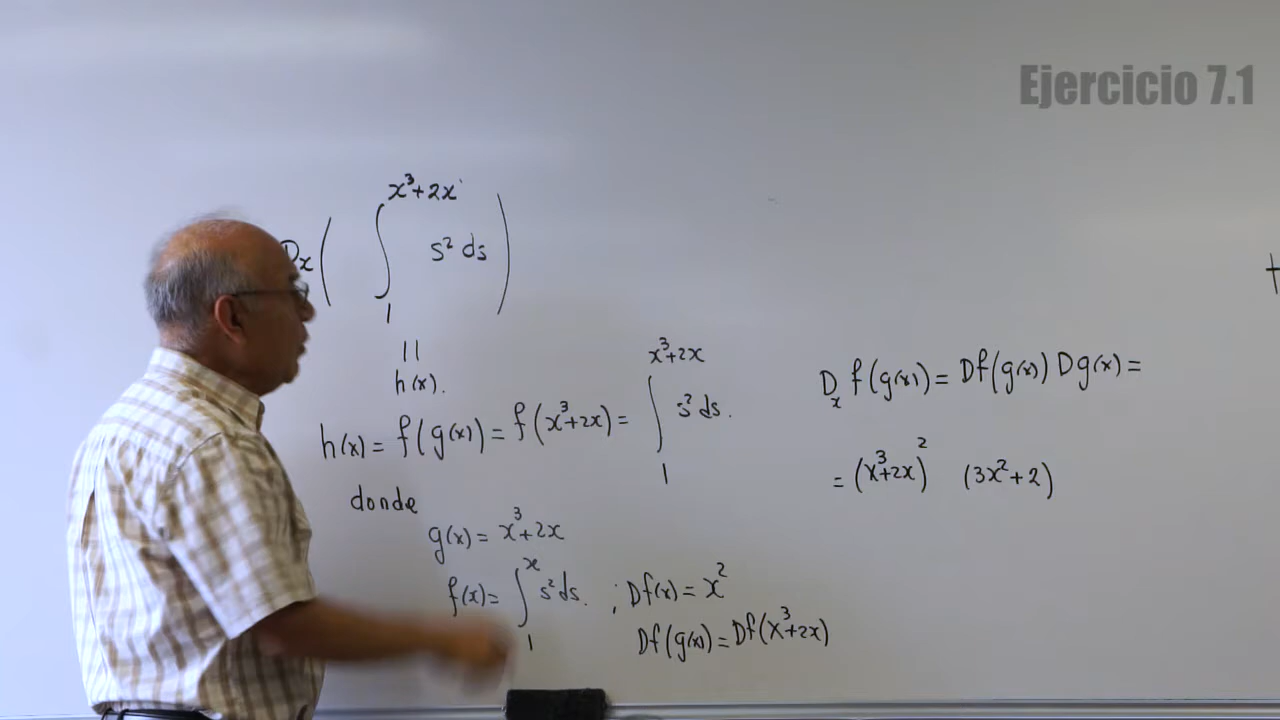 Ejercicio 7.1
Dx( ∫₁^(x³+2x) s² ds )
||
h(x).
h(x) = f(g(x)) = f(x³+2x) = ∫₁^(x³+2x) s² ds.
donde
g(x) = x³+2x
f(x) = ∫₁^x s² ds. ; Df(x) = x²
Df(g(x)) = Df(x³+2x)
Dx f(g(x)) = Df(g(x)) Dg(x) =
= (x³+2x)² (3x²+2)